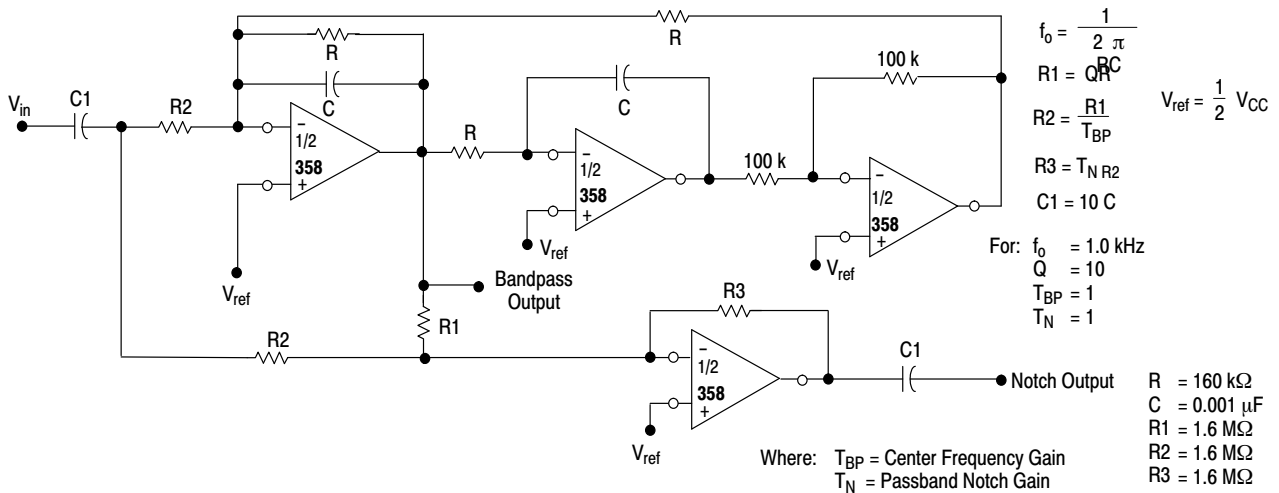 R
R
C
V_in
C1
R2
−
1/2
358
+
V_ref
R
C
−
1/2
358
+
V_ref
100 k
100 k
−
1/2
358
+
V_ref
Bandpass
Output
R1
R2
R3
−
1/2
358
+
V_ref
C1
Notch Output
f_o = 1 / 2 π RC
R1 = QR
R2 = R1 / T_BP
R3 = T_N R2
C1 = 10 C
V_ref = 1/2 V_CC
For: f_o = 1.0 kHz
Q = 10
T_BP = 1
T_N = 1
R = 160 kΩ
C = 0.001 μF
R1 = 1.6 MΩ
R2 = 1.6 MΩ
R3 = 1.6 MΩ
Where: T_BP = Center Frequency Gain
T_N = Passband Notch Gain